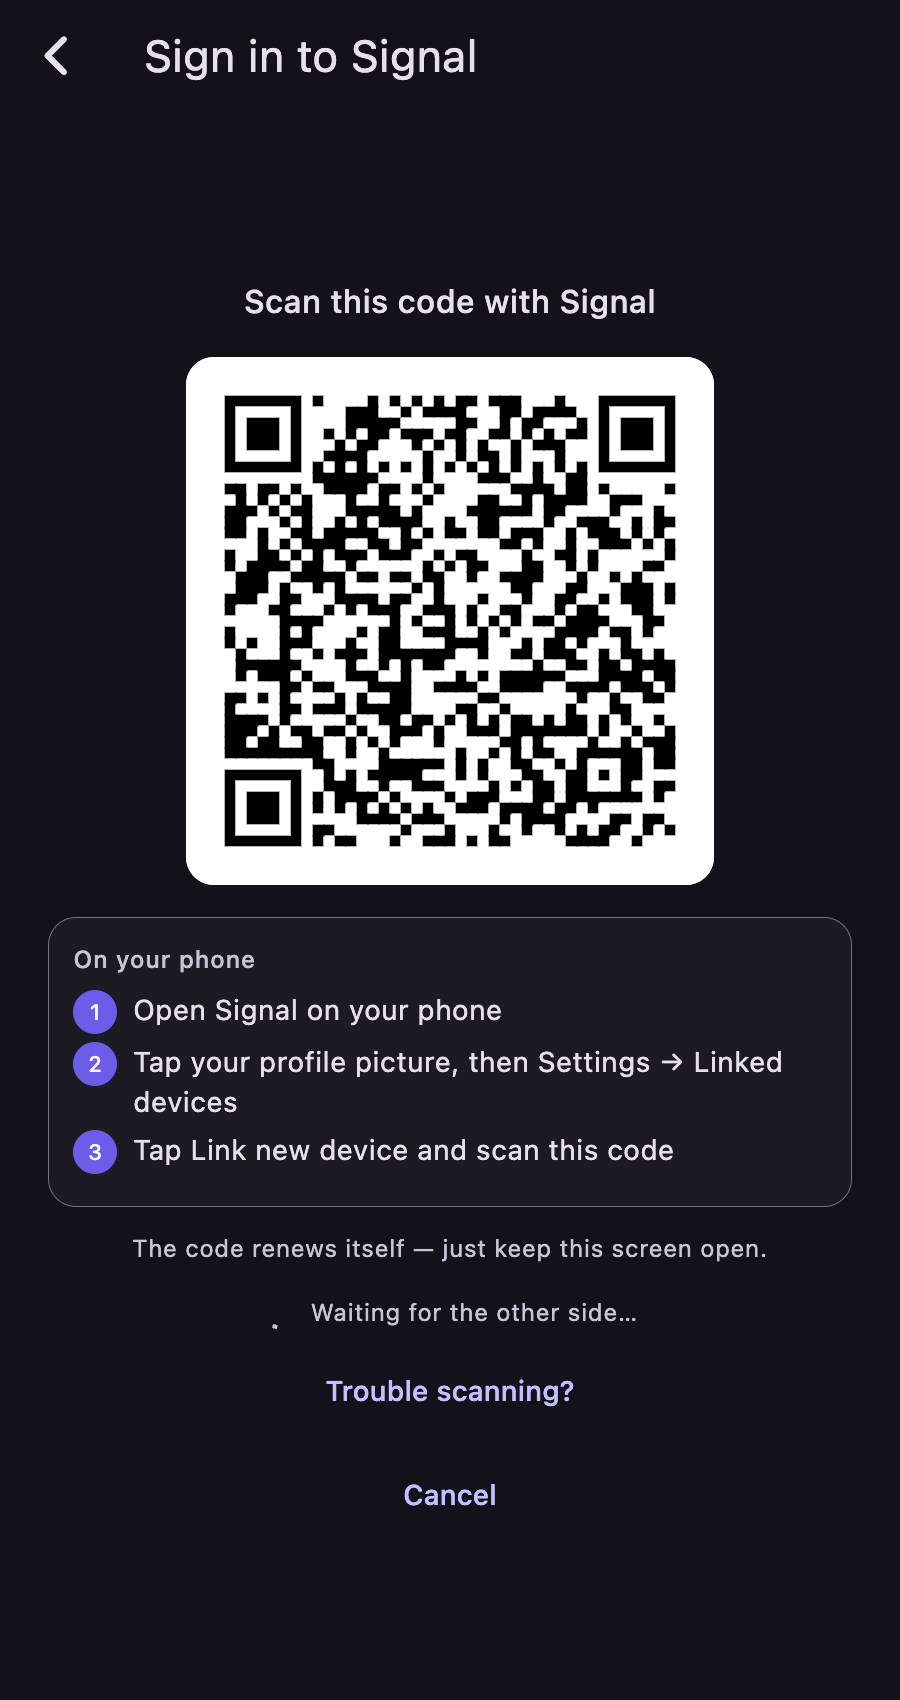 Sign in to Signal
Scan this code with Signal
On your phone
1 Open Signal on your phone
2 Tap your profile picture, then Settings → Linked
devices
3 Tap Link new device and scan this code
The code renews itself — just keep this screen open.
Waiting for the other side...
Trouble scanning?
Cancel